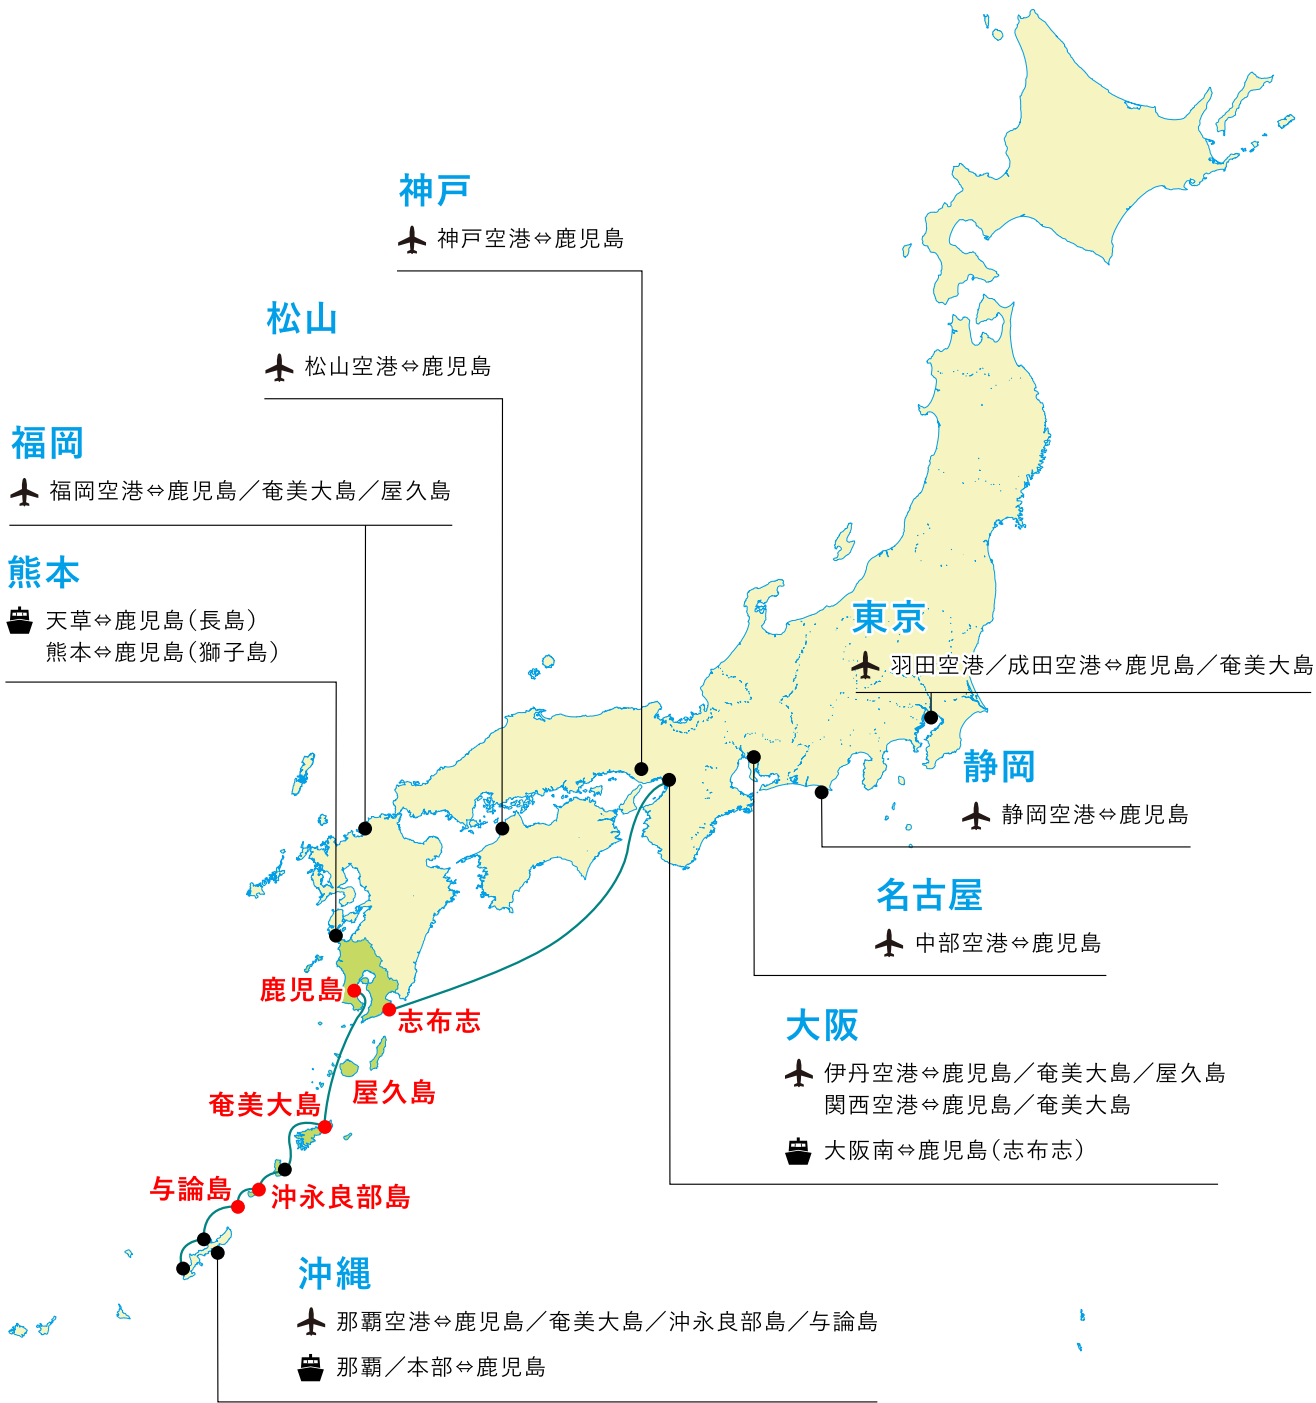 神戸
神戸空港⇔鹿児島
松山
松山空港⇔鹿児島
福岡
福岡空港⇔鹿児島／奄美大島／屋久島
熊本
天草⇔鹿児島(長島)
熊本⇔鹿児島(獅子島)
東京
羽田空港／成田空港⇔鹿児島／奄美大島
静岡
静岡空港⇔鹿児島
名古屋
中部空港⇔鹿児島
鹿児島
志布志
大阪
伊丹空港⇔鹿児島／奄美大島／屋久島
関西空港⇔鹿児島／奄美大島
大阪南⇔鹿児島(志布志)
屋久島
奄美大島
与論島
沖永良部島
沖縄
那覇空港⇔鹿児島／奄美大島／沖永良部島／与論島
那覇／本部⇔鹿児島